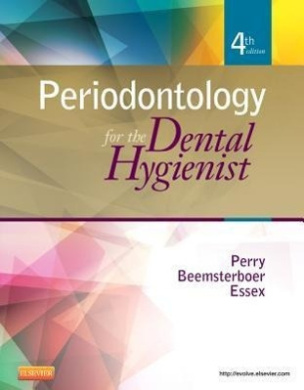 4th
edition
Periodontology
for the Dental
Hygienist
Perry
Beemsterboer
Essex
ELSEVIER
http://evolve.elsevier.com